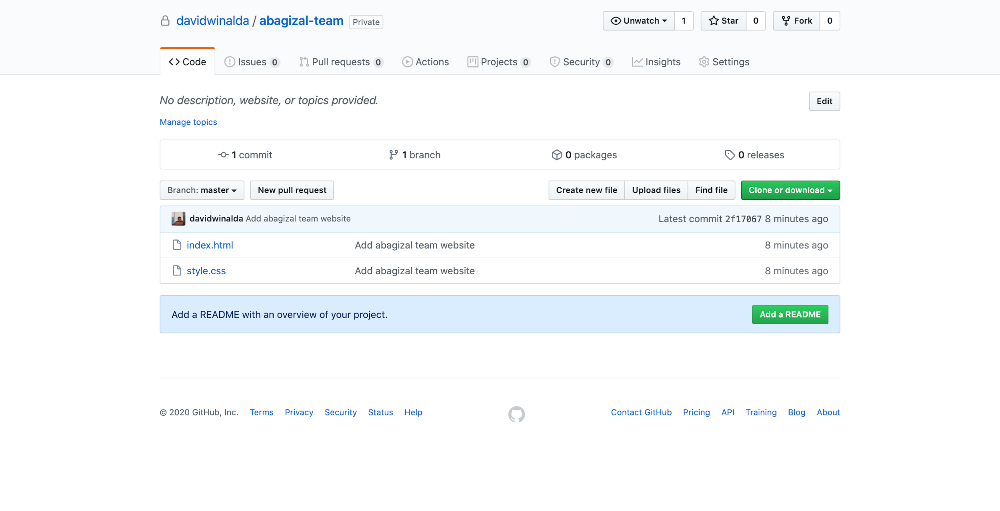 davidwinalda / abagizal-team Private Unwatch 1 Star 0 Fork 0
Code Issues 0 Pull requests 0 Actions Projects 0 Security 0 Insights Settings
No description, website, or topics provided. Edit
Manage topics
1 commit 1 branch 0 packages 0 releases
Branch: master New pull request Create new file Upload files Find file Clone or download
davidwinalda Add abagizal team website Latest commit 2f17067 8 minutes ago
index.html Add abagizal team website 8 minutes ago
style.css Add abagizal team website 8 minutes ago
Add a README with an overview of your project. Add a README
© 2020 GitHub, Inc. Terms Privacy Security Status Help Contact GitHub Pricing API Training Blog About